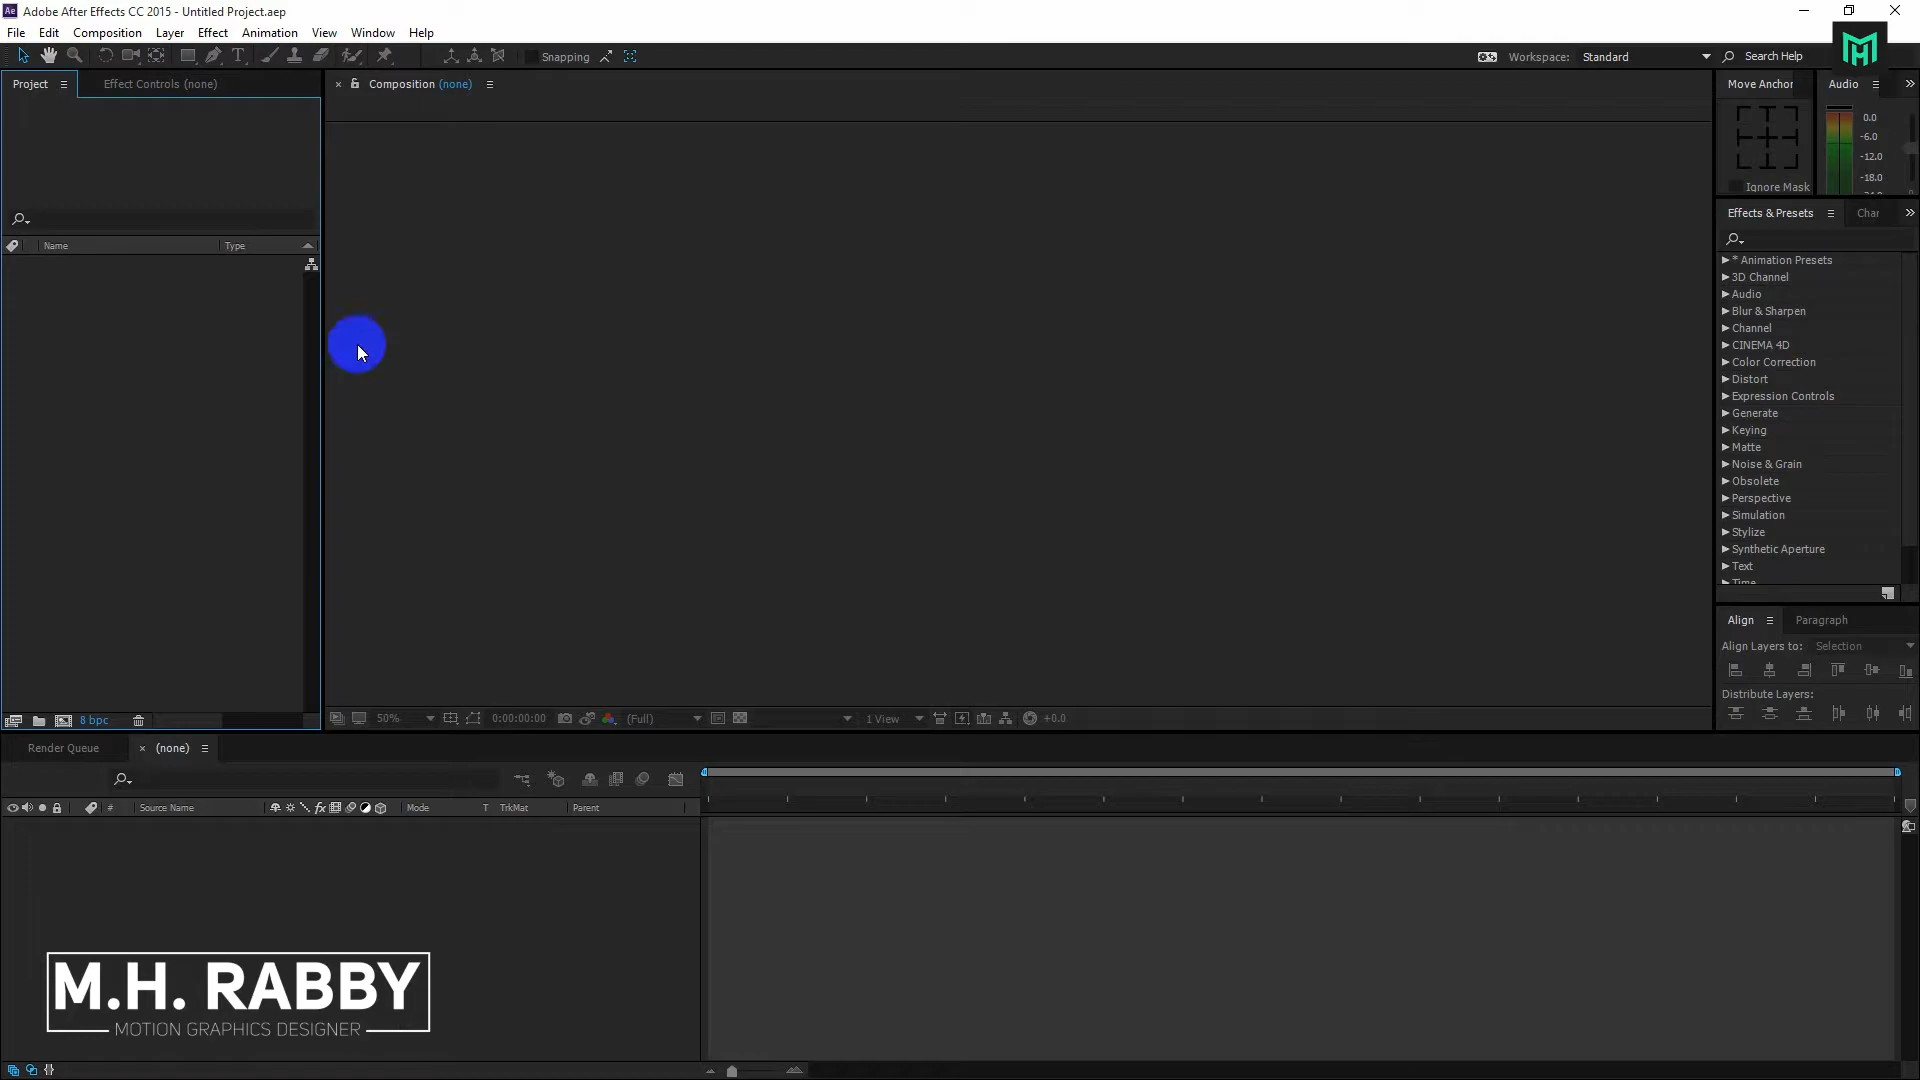 Adobe After Effects CC 2015 - Untitled Project.aep
File Edit Composition Layer Effect Animation View Window Help
Snapping
Workspace: Standard
Search Help
Project
Effect Controls (none)
Composition (none)
Move Anchor
Audio
0.0
-6.0
-12.0
-18.0
Ignore Mask
Effects & Presets
Char
Name Type
* Animation Presets
3D Channel
Audio
Blur & Sharpen
Channel
CINEMA 4D
Color Correction
Distort
Expression Controls
Generate
Keying
Matte
Noise & Grain
Obsolete
Perspective
Simulation
Stylize
Synthetic Aperture
Text
Time
Align
Paragraph
Align Layers to: Selection
Distribute Layers:
8 bpc
50%
0:00:00:00
(Full)
1 View
+0.0
Render Queue
(none)
# Source Name
fx
Mode T TrkMat Parent
M.H. RABBY
MOTION GRAPHICS DESIGNER